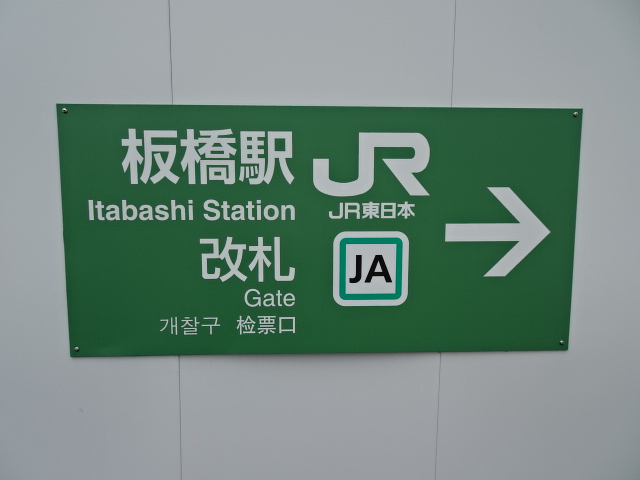 板橋駅
Itabashi Station
改札
Gate
개찰구 检票口
JR
JR東日本
JA